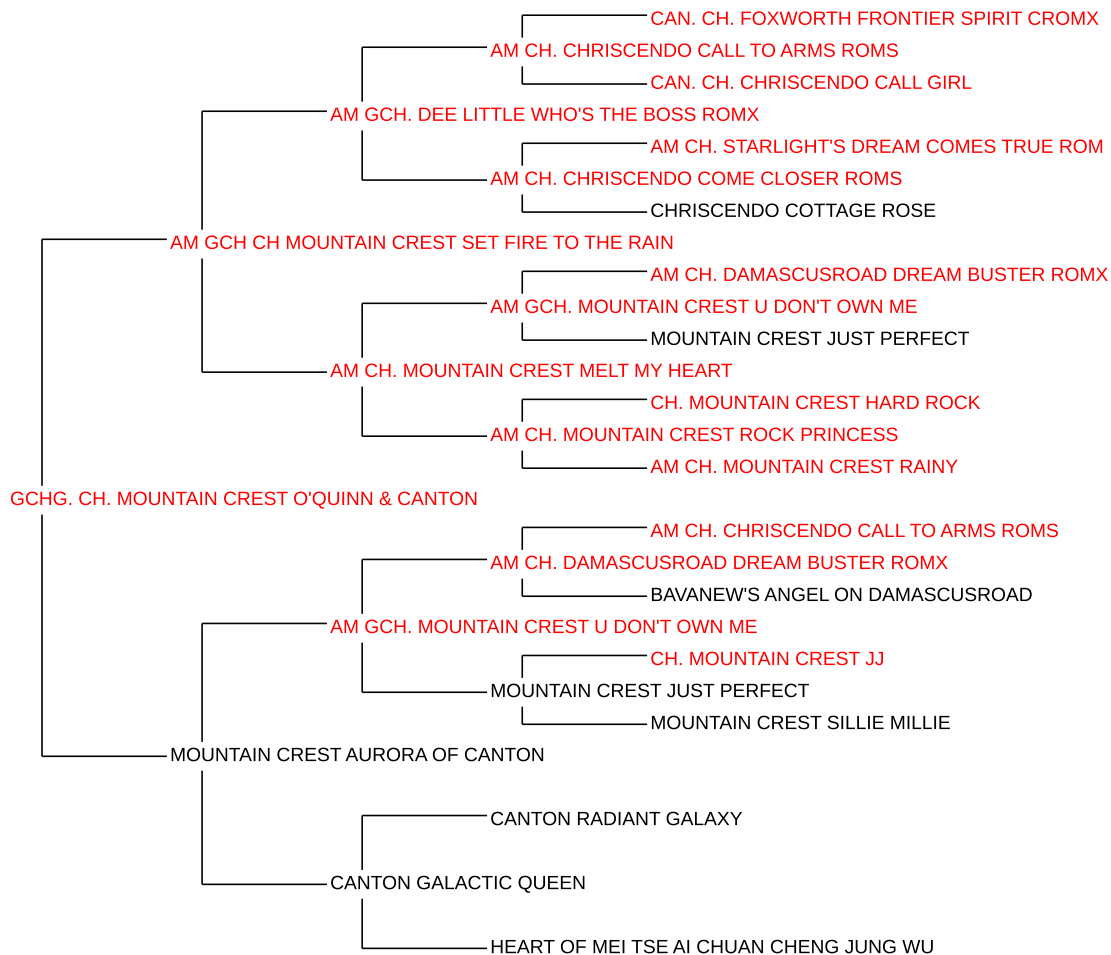 CAN. CH. FOXWORTH FRONTIER SPIRIT CROMX
AM CH. CHRISCENDO CALL TO ARMS ROMS
CAN. CH. CHRISCENDO CALL GIRL
AM GCH. DEE LITTLE WHO'S THE BOSS ROMX
AM CH. STARLIGHT'S DREAM COMES TRUE ROM
AM CH. CHRISCENDO COME CLOSER ROMS
CHRISCENDO COTTAGE ROSE
AM GCH CH MOUNTAIN CREST SET FIRE TO THE RAIN
AM CH. DAMASCUSROAD DREAM BUSTER ROMX
AM GCH. MOUNTAIN CREST U DON'T OWN ME
MOUNTAIN CREST JUST PERFECT
AM CH. MOUNTAIN CREST MELT MY HEART
CH. MOUNTAIN CREST HARD ROCK
AM CH. MOUNTAIN CREST ROCK PRINCESS
AM CH. MOUNTAIN CREST RAINY
GCHG. CH. MOUNTAIN CREST O'QUINN & CANTON
AM CH. CHRISCENDO CALL TO ARMS ROMS
AM CH. DAMASCUSROAD DREAM BUSTER ROMX
BAVANEW'S ANGEL ON DAMASCUSROAD
AM GCH. MOUNTAIN CREST U DON'T OWN ME
CH. MOUNTAIN CREST JJ
MOUNTAIN CREST JUST PERFECT
MOUNTAIN CREST SILLIE MILLIE
MOUNTAIN CREST AURORA OF CANTON
CANTON RADIANT GALAXY
CANTON GALACTIC QUEEN
HEART OF MEI TSE AI CHUAN CHENG JUNG WU